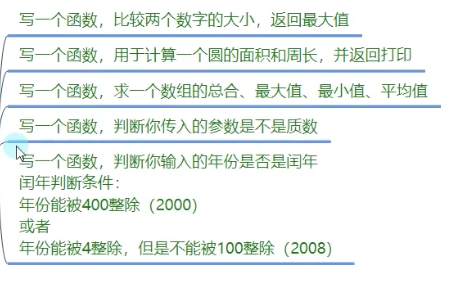 写一个函数，比较两个数字的大小，返回最大值
写一个函数，用于计算一个圆的面积和周长，并返回打印
写一个函数，求一个数组的总合、最大值、最小值、平均值
写一个函数，判断你传入的参数是不是质数
写一个函数，判断你输入的年份是否是闰年
闰年判断条件：
年份能被400整除（2000）
或者
年份能被4整除，但是不能被100整除（2008）